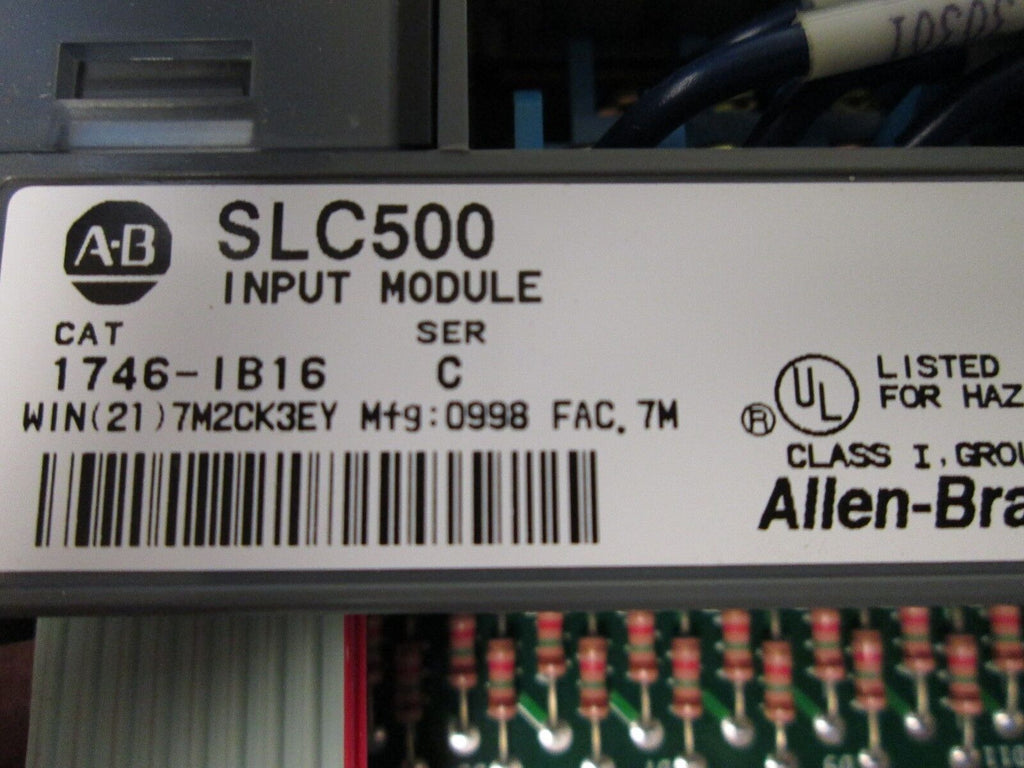 A·B
SLC500
INPUT MODULE
CAT SER
1746-IB16 C
WIN(21)7M2CK3EY Mfg:0998 FAC. 7M
® UL
LISTED
FOR HAZ
CLASS I, GROU
Allen-Bra